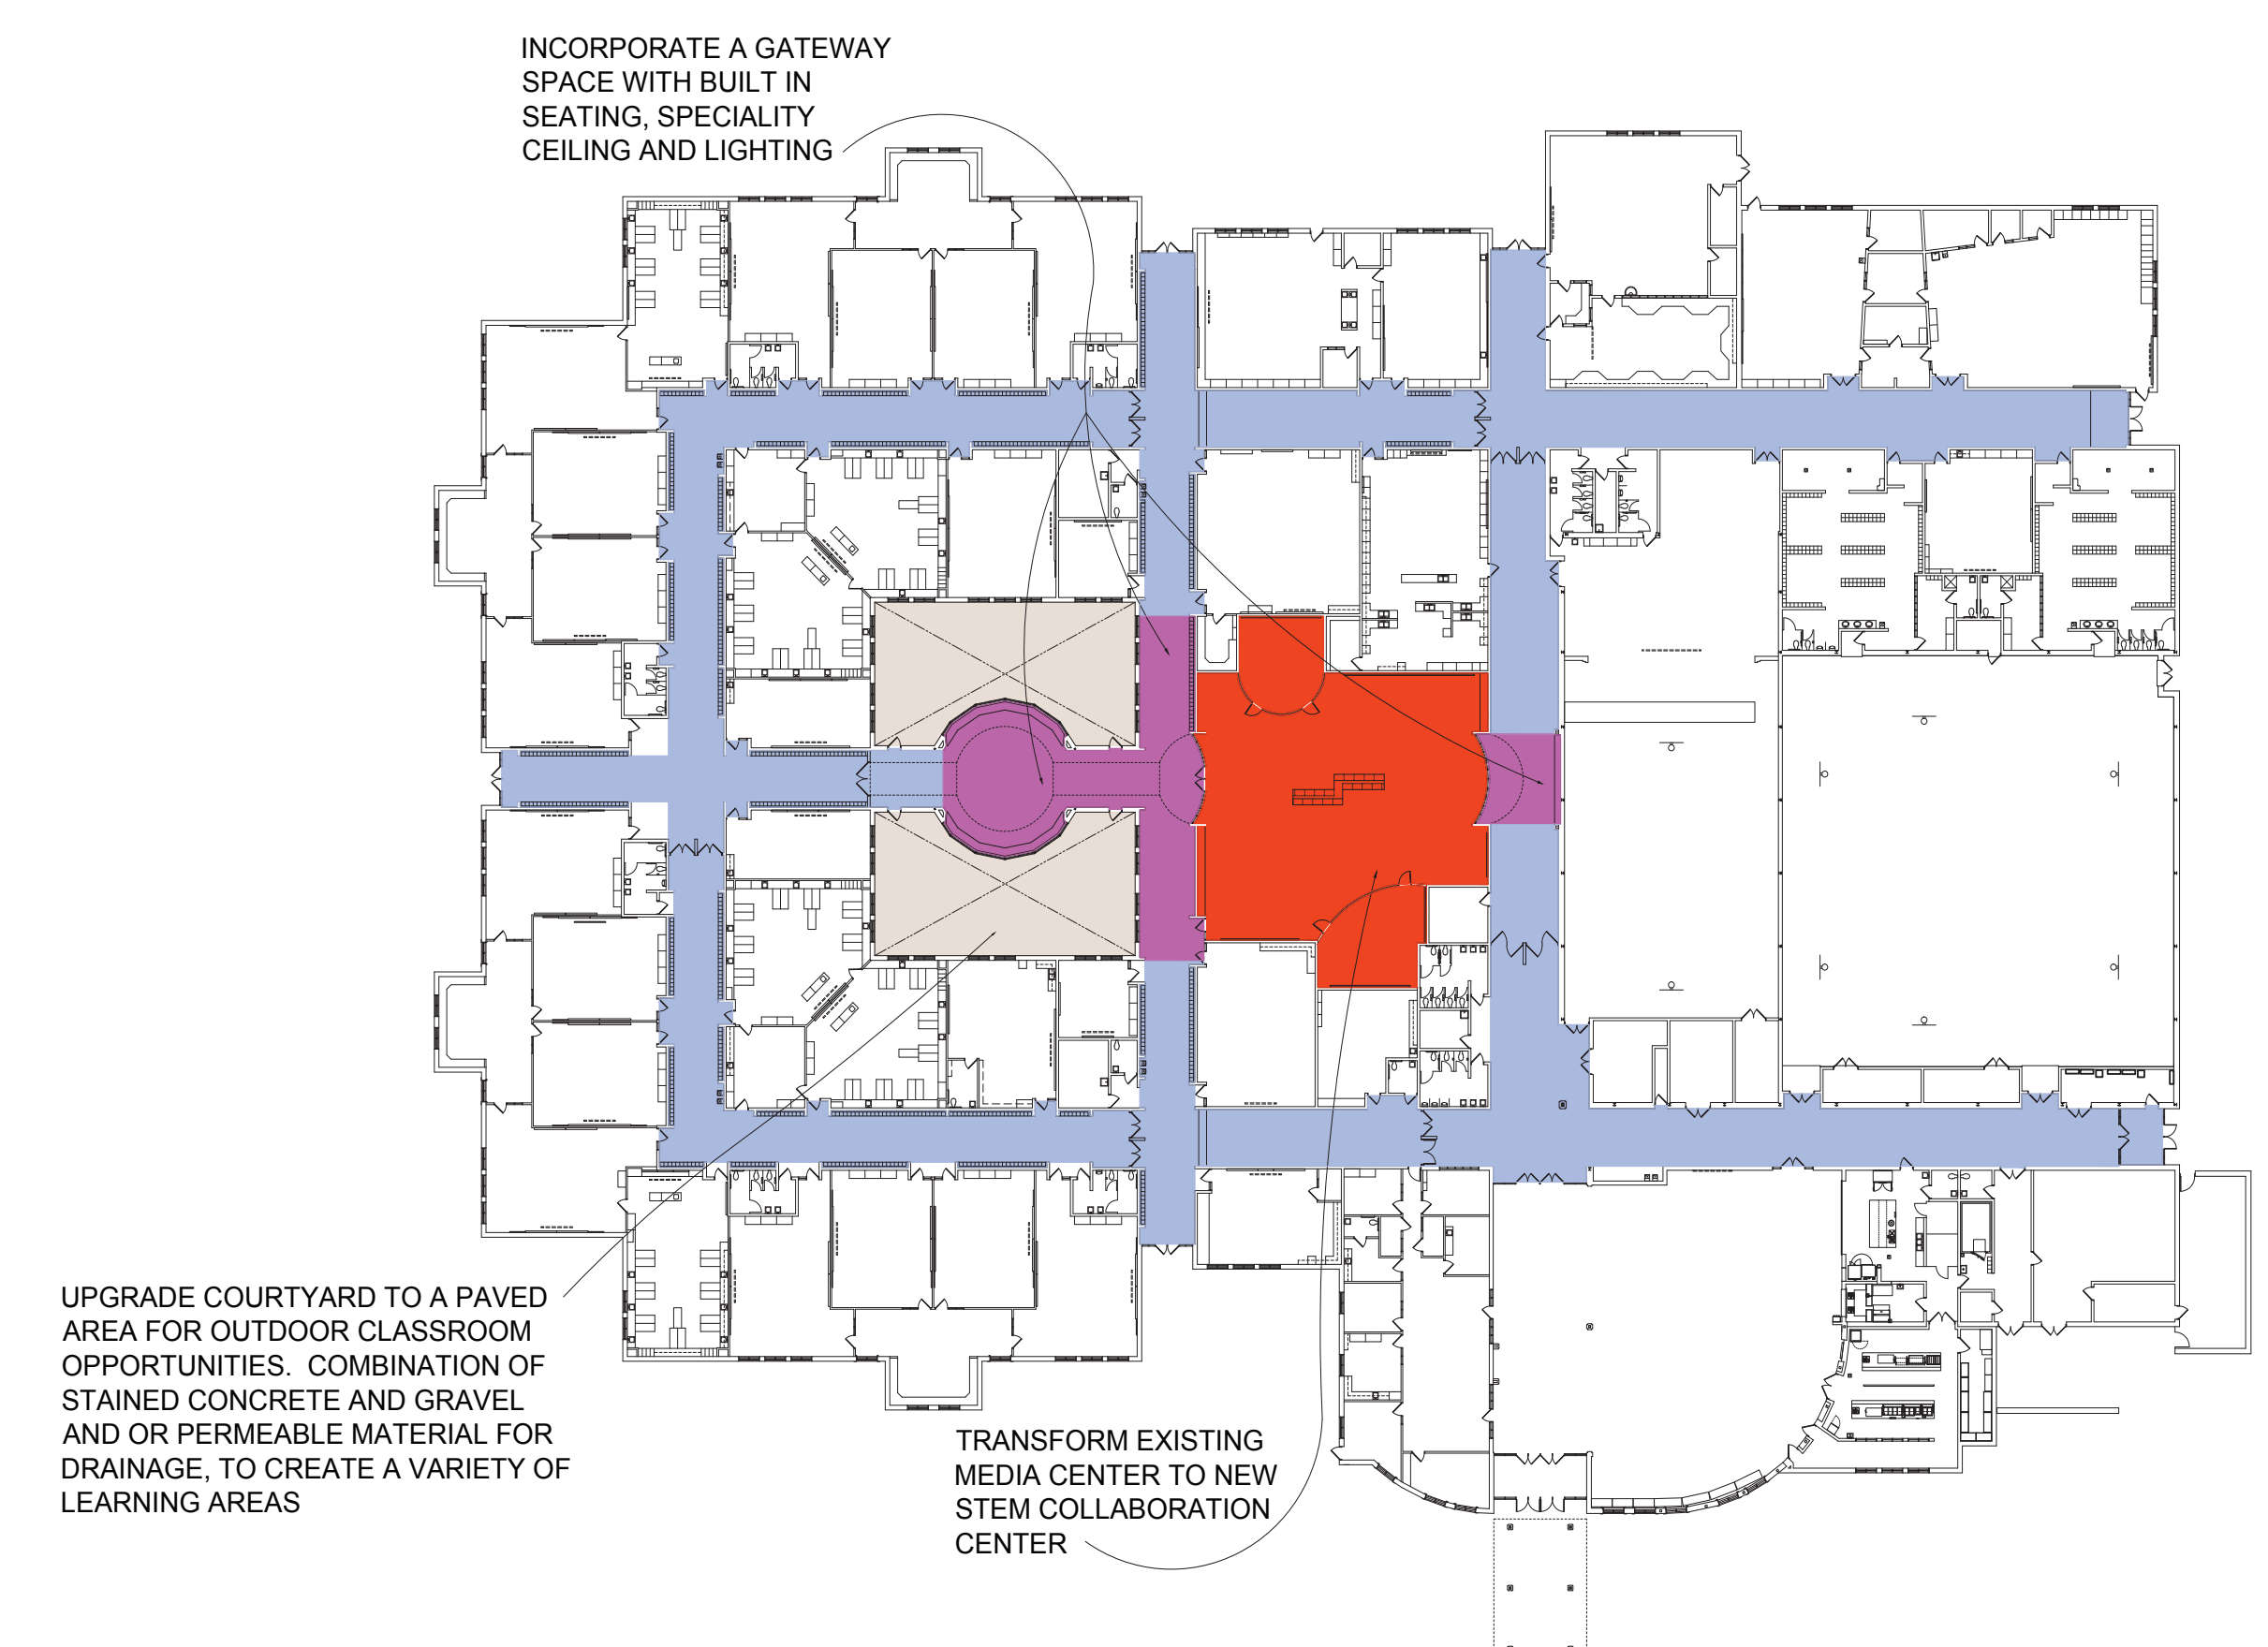 INCORPORATE A GATEWAY
SPACE WITH BUILT IN
SEATING, SPECIALITY
CEILING AND LIGHTING
UPGRADE COURTYARD TO A PAVED
AREA FOR OUTDOOR CLASSROOM
OPPORTUNITIES. COMBINATION OF
STAINED CONCRETE AND GRAVEL
AND OR PERMEABLE MATERIAL FOR
DRAINAGE, TO CREATE A VARIETY OF
LEARNING AREAS
TRANSFORM EXISTING
MEDIA CENTER TO NEW
STEM COLLABORATION
CENTER